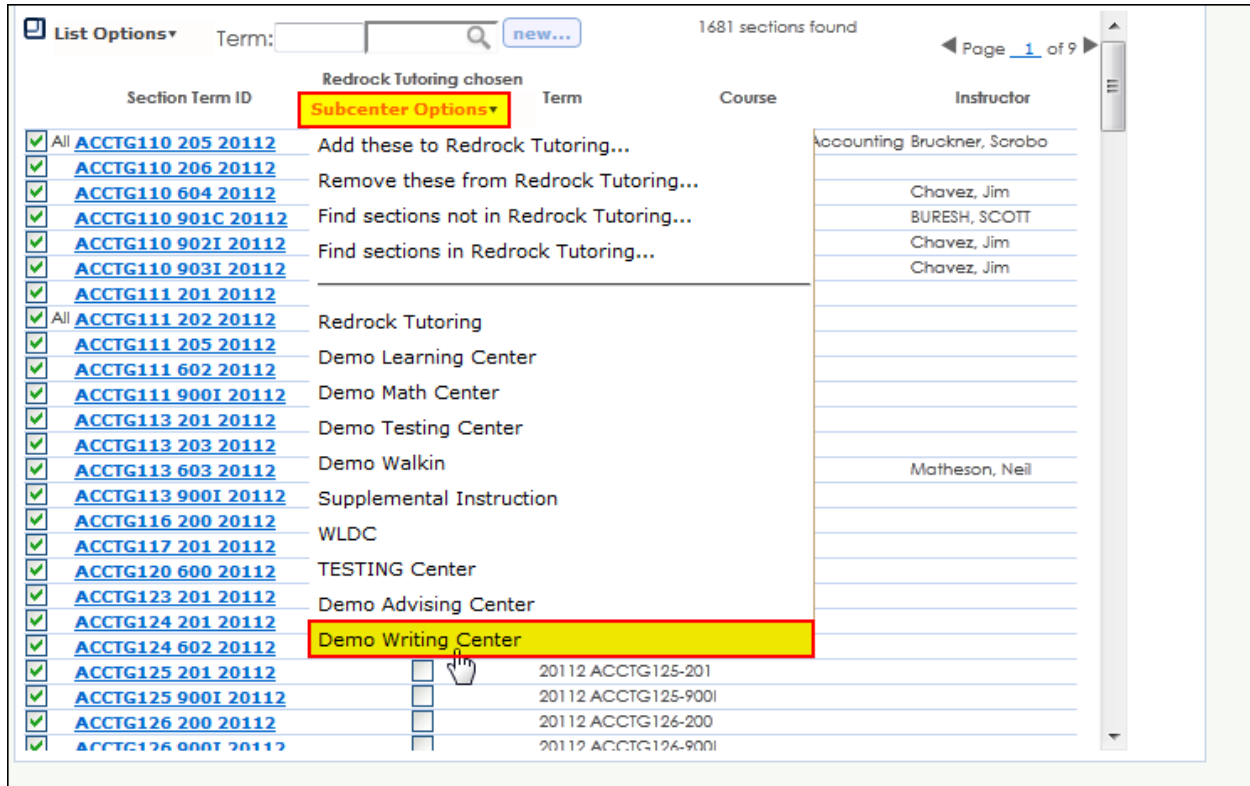 List Options▾ Term: new... 1681 sections found
Page 1 of 9
Redrock Tutoring chosen
Section Term ID Subcenter Options▾ Term Course Instructor
All ACCTG110 205 20112 Accounting Bruckner, Scrobo
ACCTG110 206 20112
ACCTG110 604 20112 Chavez, Jim
ACCTG110 901C 20112 BURESH, SCOTT
ACCTG110 902I 20112 Chavez, Jim
ACCTG110 903I 20112 Chavez, Jim
ACCTG111 201 20112
All ACCTG111 202 20112
ACCTG111 205 20112
ACCTG111 602 20112
ACCTG111 900I 20112
ACCTG113 201 20112
ACCTG113 203 20112
ACCTG113 603 20112 Matheson, Neil
ACCTG113 900I 20112
ACCTG116 200 20112
ACCTG117 201 20112
ACCTG120 600 20112
ACCTG123 201 20112
ACCTG124 201 20112
ACCTG124 602 20112
Add these to Redrock Tutoring...
Remove these from Redrock Tutoring...
Find sections not in Redrock Tutoring...
Find sections in Redrock Tutoring...
Redrock Tutoring
Demo Learning Center
Demo Math Center
Demo Testing Center
Demo Walkin
Supplemental Instruction
WLDC
TESTING Center
Demo Advising Center
Demo Writing Center
ACCTG125 201 20112 20112 ACCTG125-201
ACCTG125 900I 20112 20112 ACCTG125-900I
ACCTG126 200 20112 20112 ACCTG126-200
ACCTG126 900I 20112 20112 ACCTG126-900I